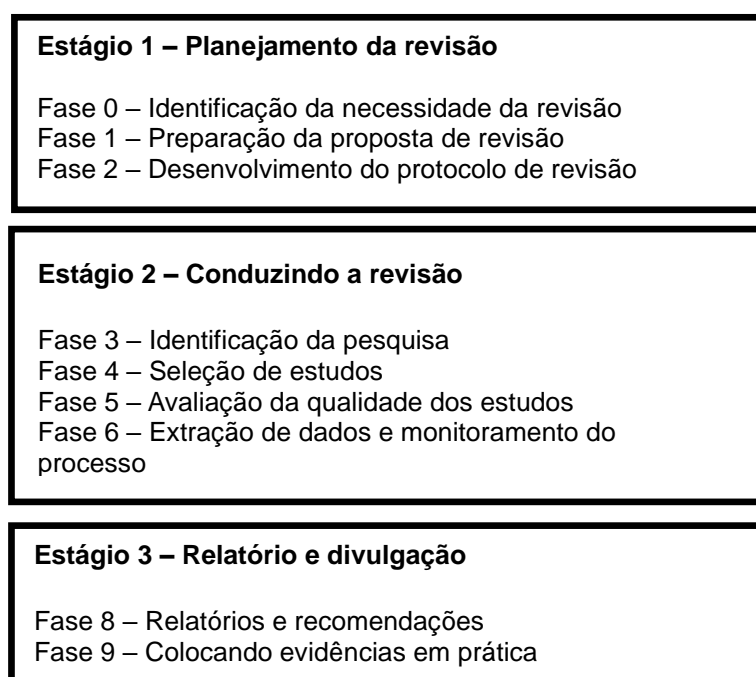 Estágio 1 – Planejamento da revisão
Fase 0 – Identificação da necessidade da revisão
Fase 1 – Preparação da proposta de revisão
Fase 2 – Desenvolvimento do protocolo de revisão
Estágio 2 – Conduzindo a revisão
Fase 3 – Identificação da pesquisa
Fase 4 – Seleção de estudos
Fase 5 – Avaliação da qualidade dos estudos
Fase 6 – Extração de dados e monitoramento do
processo
Estágio 3 – Relatório e divulgação
Fase 8 – Relatórios e recomendações
Fase 9 – Colocando evidências em prática